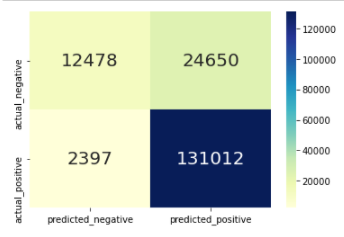 actual_negative
12478 24650
actual_positive
2397 131012
predicted_negative predicted_positive
120000
100000
80000
60000
40000
20000